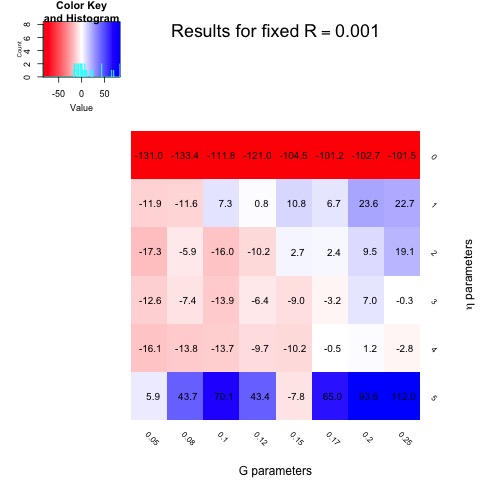 Color Key
and Histogram
Count
0 2 4 6 8
-50 0 50
Value
Results for fixed R = 0.001
-131.0 -133.4 -111.8 -121.0 -104.5 -101.2 -102.7 -101.5 0
-11.9 -11.6 7.3 0.8 10.8 6.7 23.6 22.7 1
-17.3 -5.9 -16.0 -10.2 2.7 2.4 9.5 19.1 2
-12.6 -7.4 -13.9 -6.4 -9.0 -3.2 7.0 -0.3 3
-16.1 -13.8 -13.7 -9.7 -10.2 -0.5 1.2 -2.8 4
5.9 43.7 70.1 43.4 -7.8 65.0 112.0 5
η parameters
0.05 0.08 0.1 0.12 0.15 0.17 0.2 0.25
G parameters